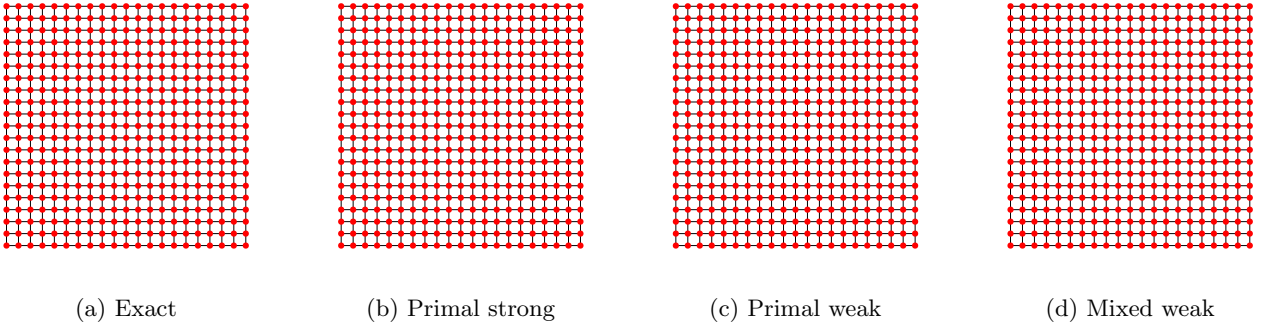 (a) Exact
(b) Primal strong
(c) Primal weak
(d) Mixed weak